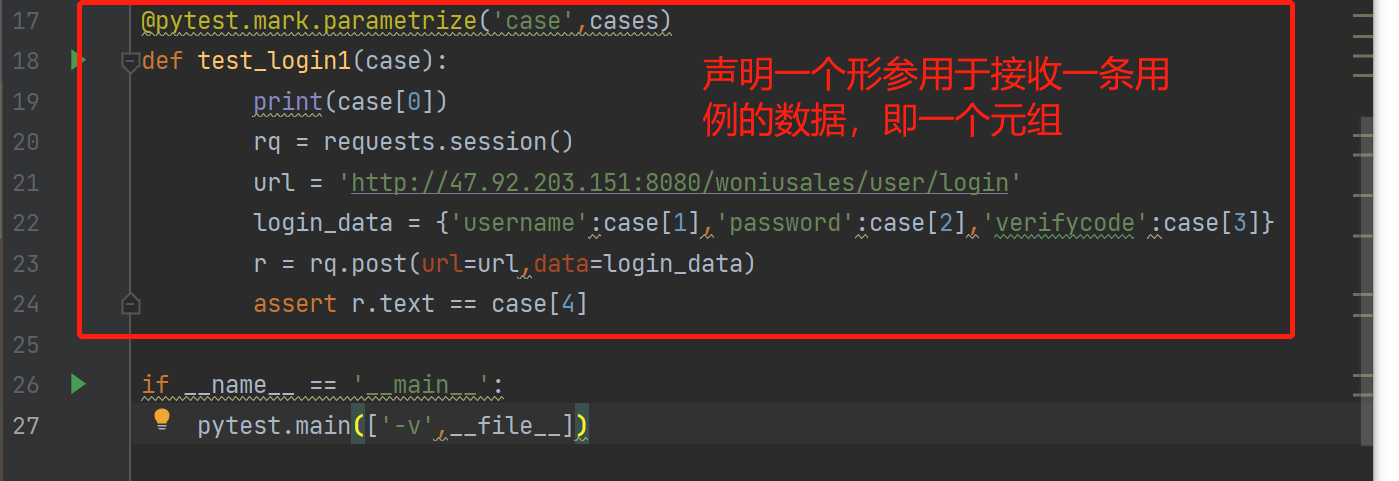 17 @pytest.mark.parametrize('case',cases)
18 def test_login1(case):
声明一个形参用于接收一条用
例的数据，即一个元组
19 print(case[0])
20 rq = requests.session()
21 url = 'http://47.92.203.151:8080/woniusales/user/login'
22 login_data = {'username':case[1],'password':case[2],'verifycode':case[3]}
23 r = rq.post(url=url,data=login_data)
24 assert r.text == case[4]
25
26 if __name__ == '__main__':
27 pytest.main(['-v',__file__])